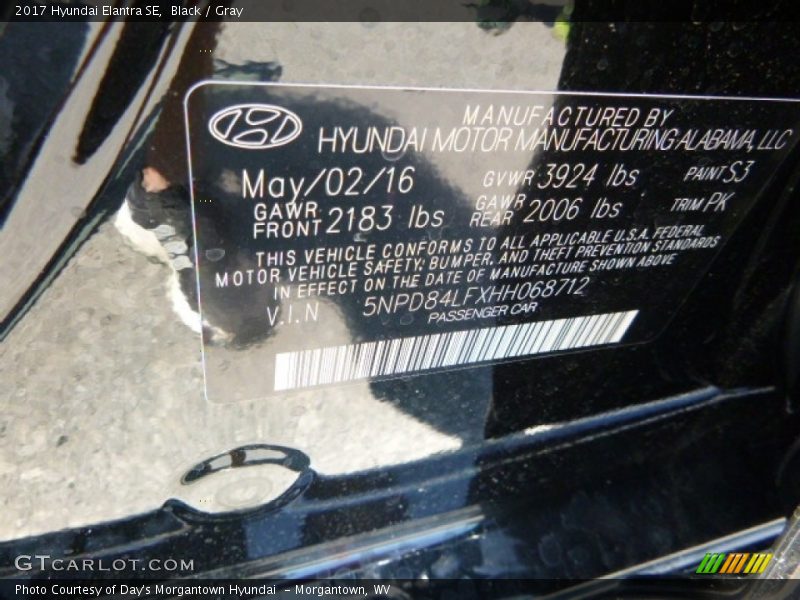 2017 Hyundai Elantra SE, Black / Gray
MANUFACTURED BY
HYUNDAI MOTOR MANUFACTURING ALABAMA, LLC
May/02/16 GVWR 3924 lbs PAINT S3
GAWR FRONT 2183 lbs GAWR REAR 2006 lbs TRIM PK
THIS VEHICLE CONFORMS TO ALL APPLICABLE U.S.A. FEDERAL
MOTOR VEHICLE SAFETY, BUMPER, AND THEFT PREVENTION STANDARDS
IN EFFECT ON THE DATE OF MANUFACTURE SHOWN ABOVE
V.I.N 5NPD84LFXHH068712
PASSENGER CAR
GTCARLOT.COM
Photo Courtesy of Day's Morgantown Hyundai - Morgantown, WV